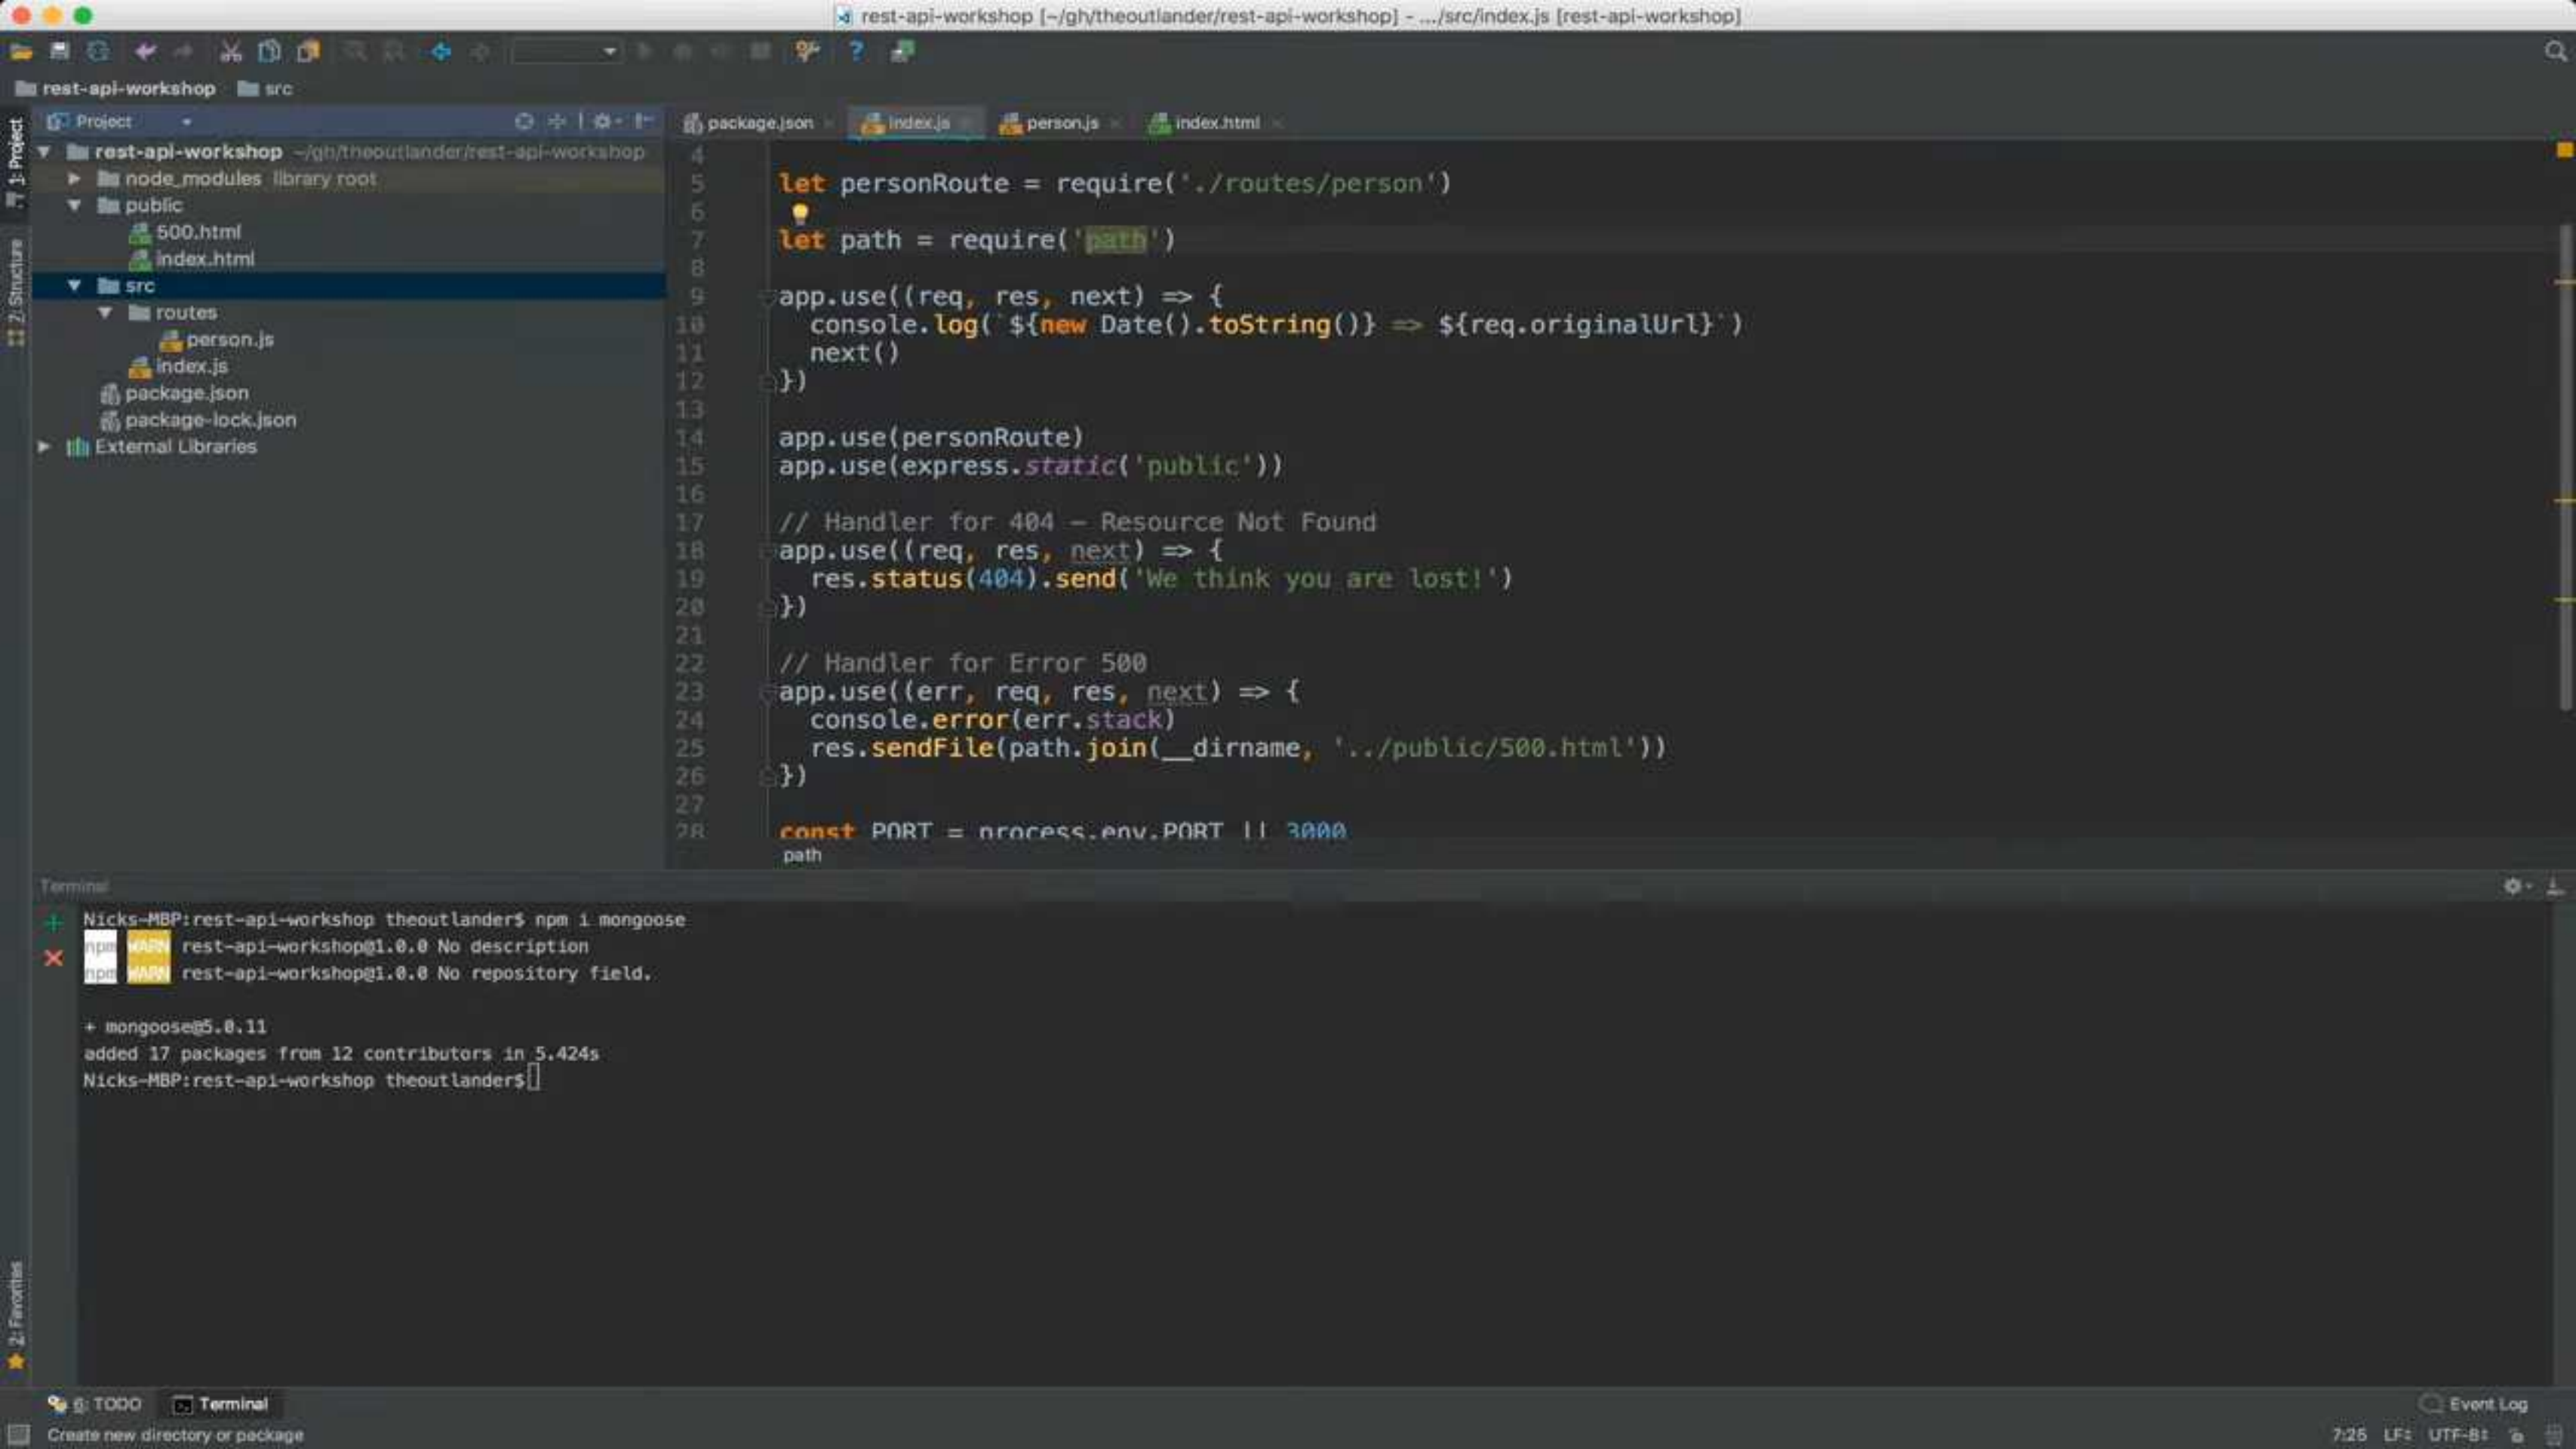 rest-api-workshop [~/gh/theoutlander/rest-api-workshop] - .../src/index.js [rest-api-workshop]
rest-api-workshop src
Project
package.json index.js person.js index.html
1: Project
2: Structure
2: Favorites
rest-api-workshop ~/gh/theoutlander/rest-api-workshop
node_modules library root
public
500.html
index.html
src
routes
person.js
index.js
package.json
package-lock.json
External Libraries
4
5 let personRoute = require('./routes/person')
6
7 let path = require('path')
8
9 app.use((req, res, next) => {
10 console.log(`${new Date().toString()} => ${req.originalUrl}`)
11 next()
12 })
13
14 app.use(personRoute)
15 app.use(express.static('public'))
16
17 // Handler for 404 - Resource Not Found
18 app.use((req, res, next) => {
19 res.status(404).send('We think you are lost!')
20 })
21
22 // Handler for Error 500
23 app.use((err, req, res, next) => {
24 console.error(err.stack)
25 res.sendFile(path.join(__dirname, '../public/500.html'))
26 })
27
28 const PORT = process.env.PORT || 3000
path
Terminal
Nicks-MBP:rest-api-workshop theoutlander$ npm i mongoose
npm WARN rest-api-workshop@1.0.0 No description
npm WARN rest-api-workshop@1.0.0 No repository field.
+ mongoose@5.0.11
added 17 packages from 12 contributors in 5.424s
Nicks-MBP:rest-api-workshop theoutlander$
6: TODO Terminal
Event Log
Create new directory or package
7:25 LF UTF-8